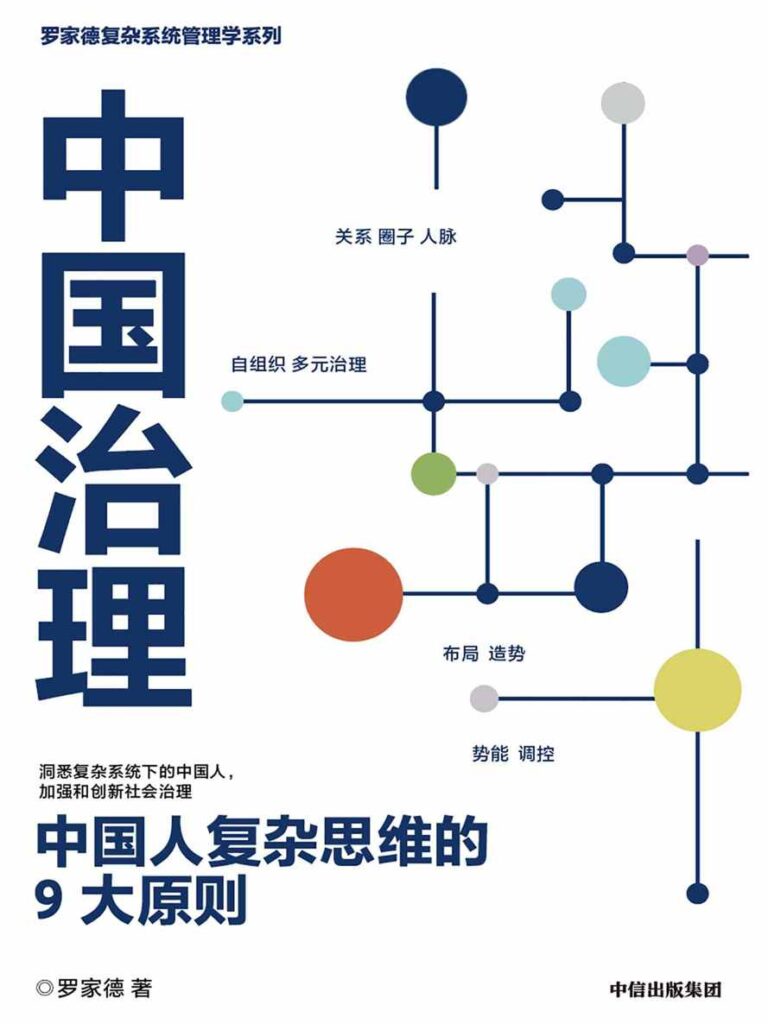 罗家德复杂系统管理学系列
中国治理
关系 圈子 人脉
自组织 多元治理
布局 造势
势能 调控
洞悉复杂系统下的中国人，
加强和创新社会治理
中国人复杂思维的
9 大原则
◎罗家德 著
中信出版集团